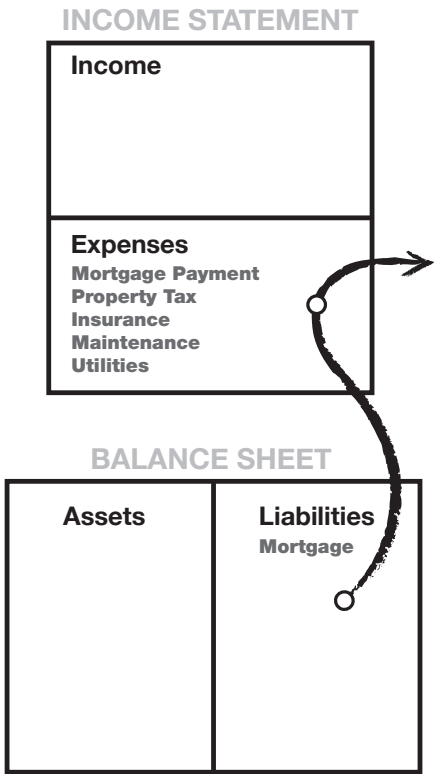 INCOME STATEMENT
Income
Expenses
Mortgage Payment
Property Tax
Insurance
Maintenance
Utilities
BALANCE SHEET
Assets
Liabilities
Mortgage